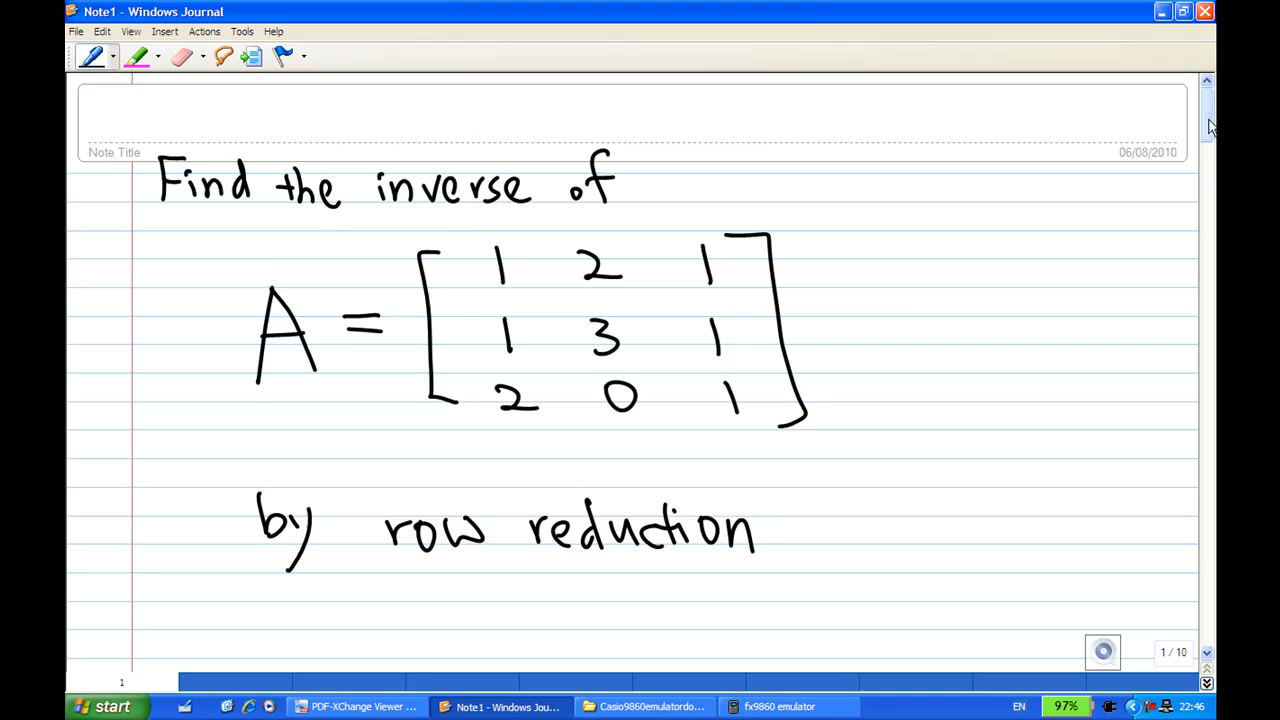 Note1 - Windows Journal
File Edit View Insert Actions Tools Help
Note Title
06/08/2010
Find the inverse of
A = [ 1 2 1
1 3 1
2 0 1 ]
by row reduction
1 / 10
1
start
PDF-XChange Viewer ...
Note1 - Windows Jou...
Casio9860emulatordo...
fx9860 emulator
97%
EN
22:46